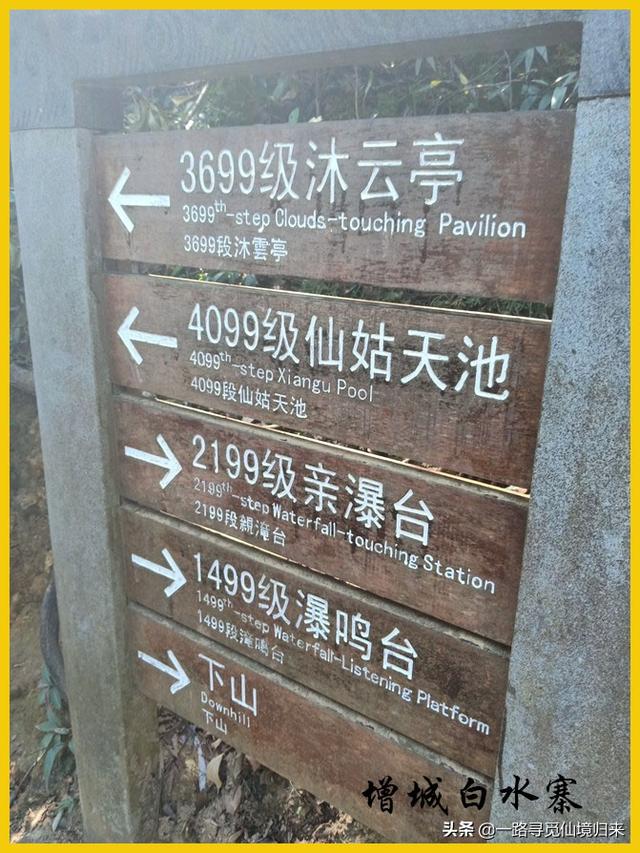 3699级沐云亭
3699th-step Clouds-touching Pavilion
3699段沐雲亭
4099级仙姑天池
4099th-step Xiangu Pool
4099段仙姑天池
2199级亲瀑台
2199th-step Waterfall-touching Station
2199段親滝台
1499级瀑鸣台
1499th-step Waterfall-Listening Platform
1499段滝鳴台
下山
Downhill
下山
增城白水寨
头条 @一路寻觅仙境归来